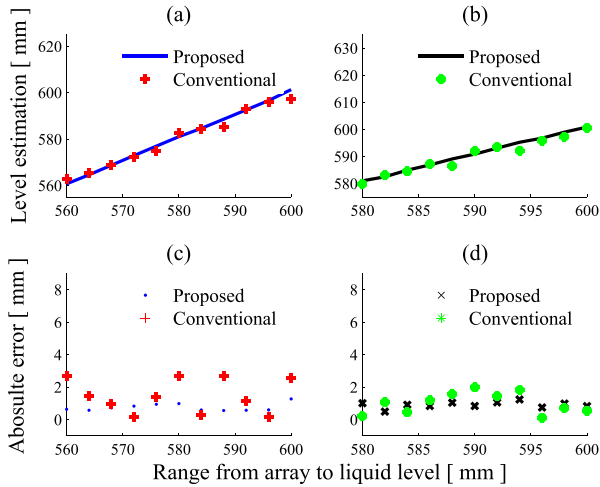 (a) (b)
Level estimation [ mm ]
620
600
580
560
Proposed
Conventional
560 570 580 590 600
630
620
610
600
590
580
Proposed
Conventional
580 585 590 595 600
(c) (d)
Abosulte error [ mm ]
8
6
4
2
0
Proposed
Conventional
560 570 580 590 600
8
6
4
2
0
Proposed
Conventional
580 585 590 595 600
Range from array to liquid level [ mm ]